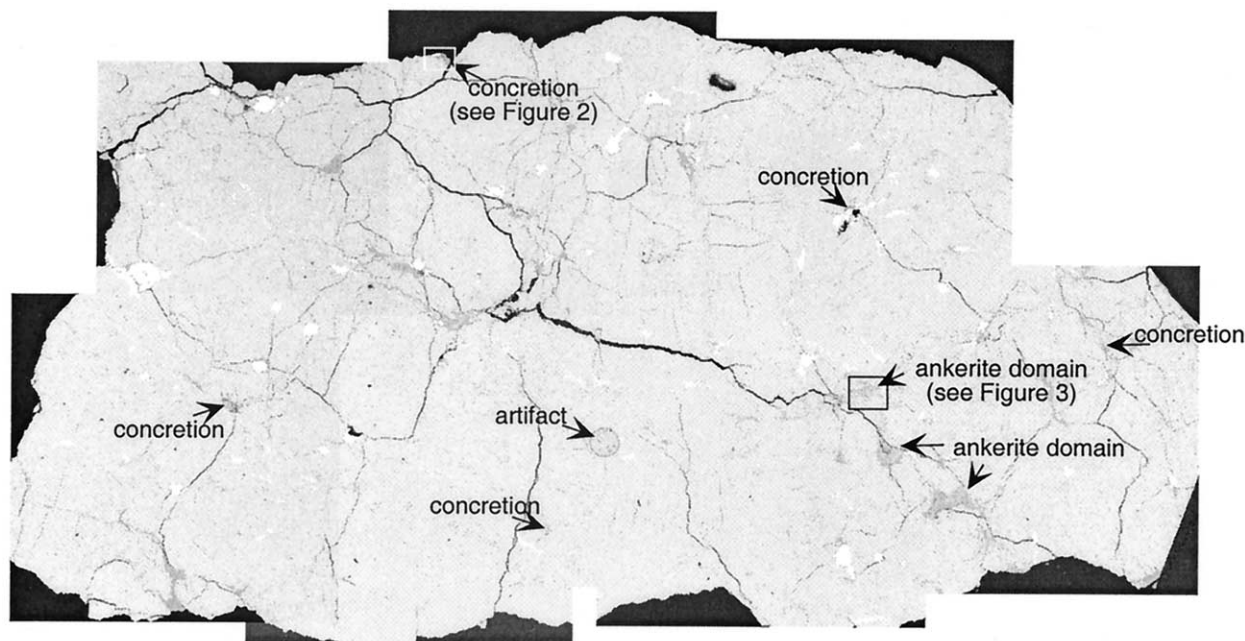 concretion
(see Figure 2)
concretion
concretion
ankerite domain
(see Figure 3)
artifact
concretion
ankerite domain
concretion